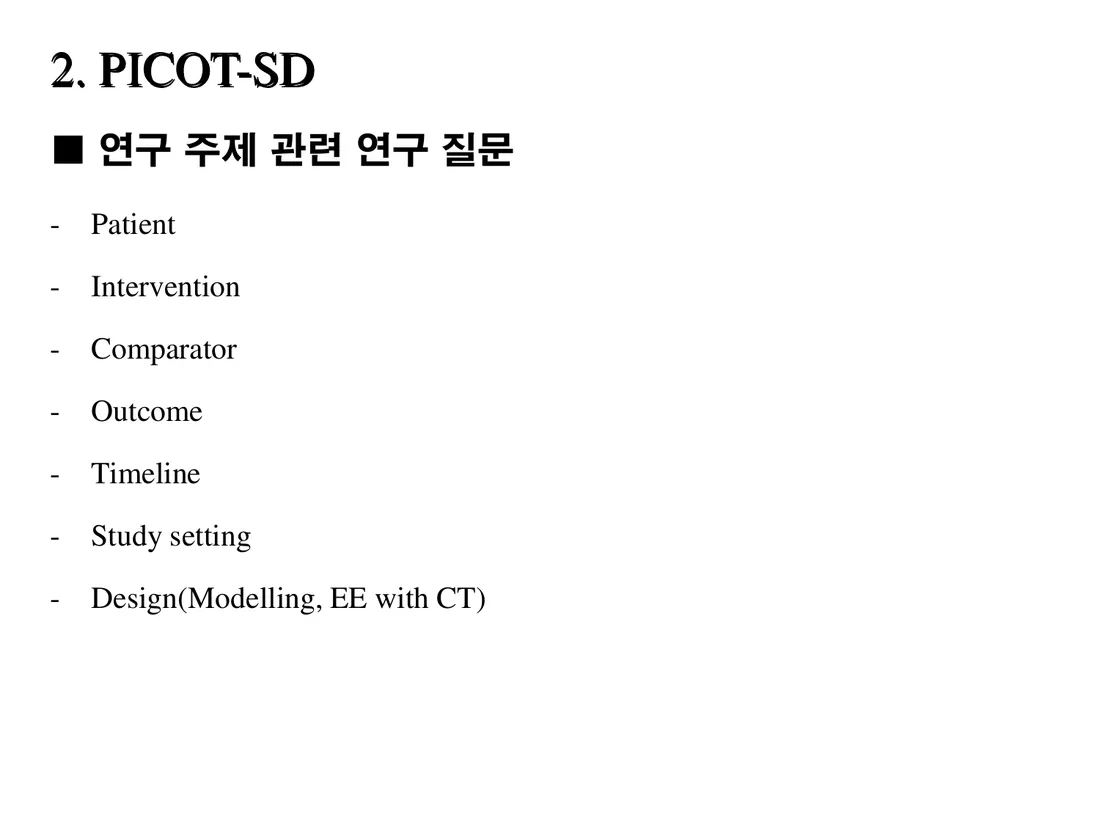 2. PICOT-SD
■ 연구 주제 관련 연구 질문
- Patient
- Intervention
- Comparator
- Outcome
- Timeline
- Study setting
- Design(Modelling, EE with CT)